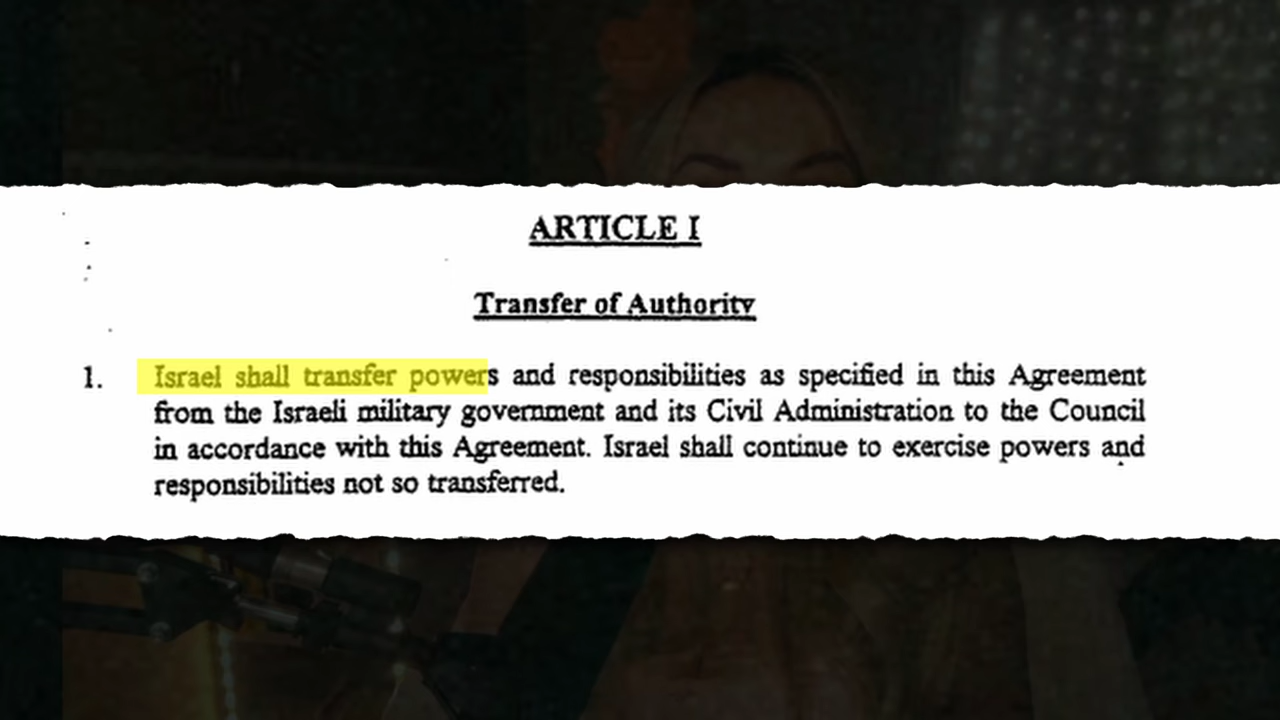 ARTICLE I
Transfer of Authority
1. Israel shall transfer powers and responsibilities as specified in this Agreement
from the Israeli military government and its Civil Administration to the Council
in accordance with this Agreement. Israel shall continue to exercise powers and
responsibilities not so transferred.